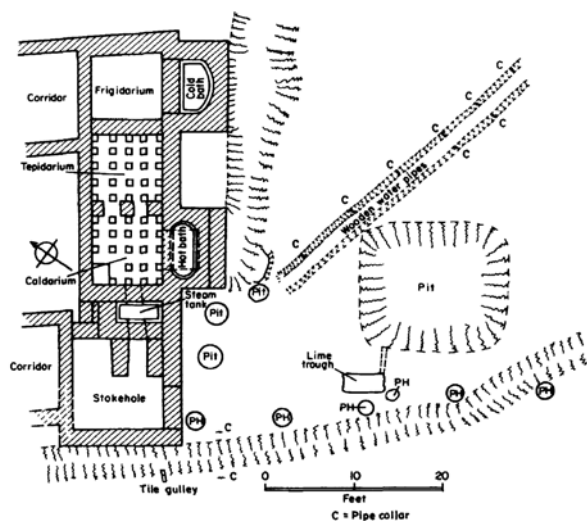 Corridor
Frigidarium
Cold bath
Tepidarium
Caldarium
Hot bath
Steam tank
Corridor
Stokehole
Pit
Pit
Pit
PH
PH
C
C
C
C
C
C
C
C
C
Wooden water pipes
Pit
Lime
trough
PH
PH
PH
PH
C
C
Tile gulley
0
10
20
Feet
C = Pipe collar